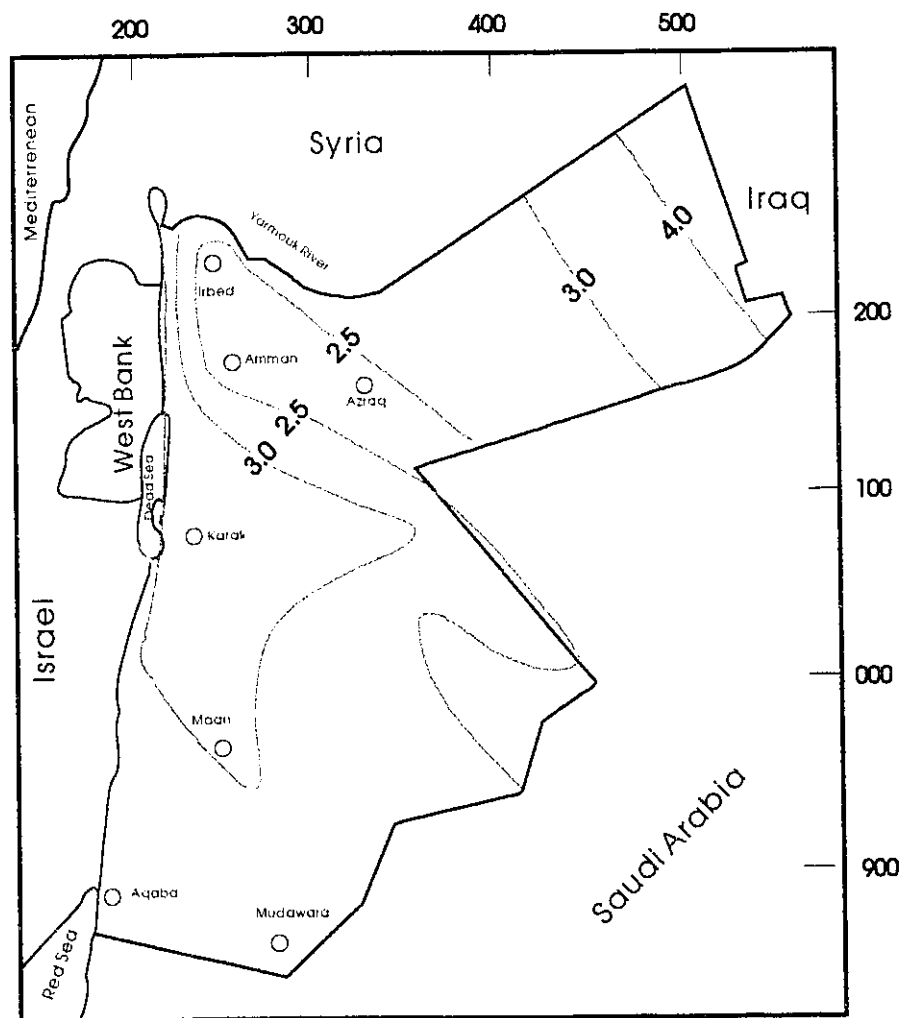 200 300 400 500
Mediterrenean
Syria
Iraq
Yarmouk River
4.0
3.0
Irbed
200
2.5
Amman
Azraq
West Bank
2.5
3.0
Dead Sea
100
Karak
Israel
000
Maan
Saudi Arabia
900
Aqaba
Mudawara
Red Sea